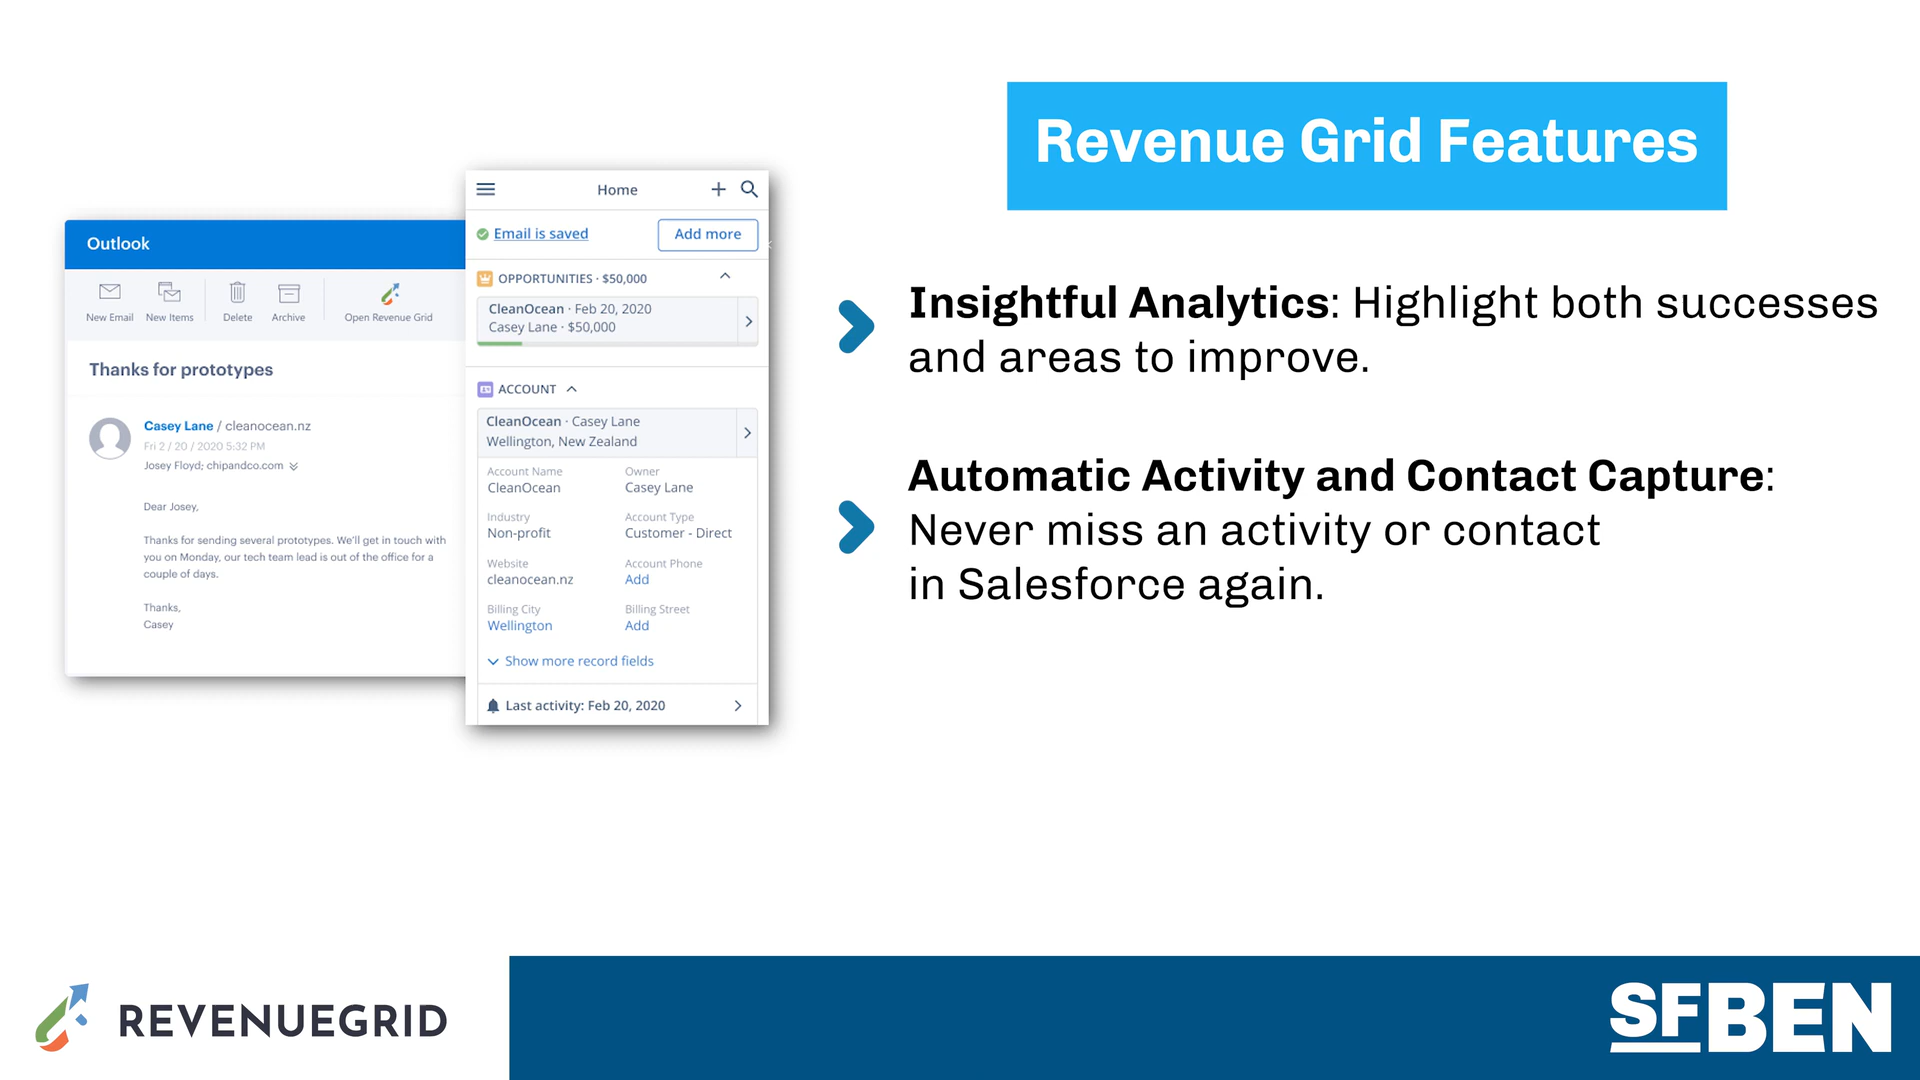 Revenue Grid Features
Insightful Analytics: Highlight both successes
and areas to improve.
Automatic Activity and Contact Capture:
Never miss an activity or contact
in Salesforce again.
Outlook
New Email
New Items
Delete
Archive
Open Revenue Grid
Thanks for prototypes
Casey Lane / cleanocean.nz
Fri 2 / 20 / 2020 5:32 PM
Josey Floyd; chipandco.com
Dear Josey,
Thanks for sending several prototypes. We'll get in touch with
you on Monday, our tech team lead is out of the office for a
couple of days.
Thanks,
Casey
Home
Email is saved
Add more
OPPORTUNITIES · $50,000
CleanOcean · Feb 20, 2020
Casey Lane · $50,000
ACCOUNT
CleanOcean · Casey Lane
Wellington, New Zealand
Account Name
CleanOcean
Owner
Casey Lane
Industry
Non-profit
Account Type
Customer - Direct
Website
cleanocean.nz
Account Phone
Add
Billing City
Wellington
Billing Street
Add
Show more record fields
Last activity: Feb 20, 2020
REVENUEGRID
SFBEN